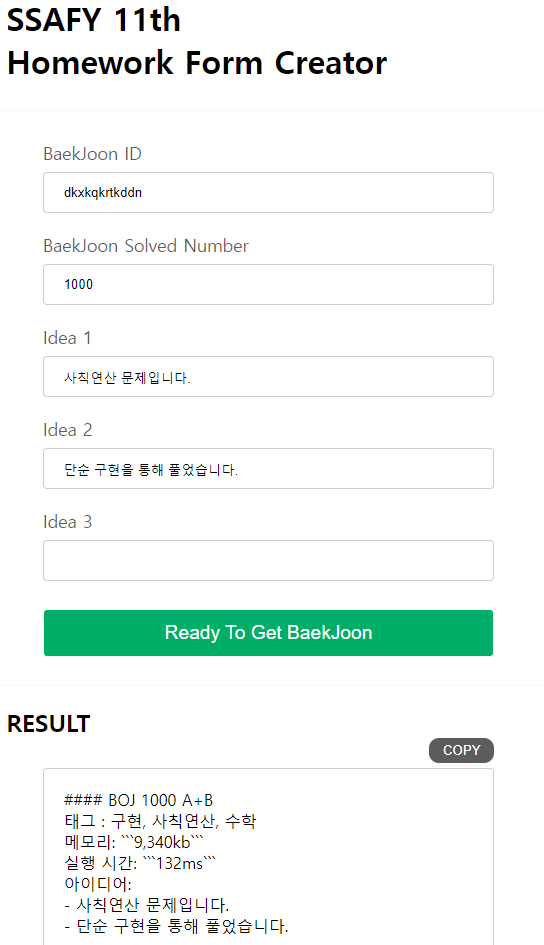 SSAFY 11th
Homework Form Creator
BaekJoon ID
dkxkqkrtkddn
BaekJoon Solved Number
1000
Idea 1
사칙연산 문제입니다.
Idea 2
단순 구현을 통해 풀었습니다.
Idea 3
Ready To Get BaekJoon
RESULT
COPY
#### BOJ 1000 A+B
태그 : 구현, 사칙연산, 수학
메모리: ```9,340kb```
실행 시간: ```132ms```
아이디어:
- 사칙연산 문제입니다.
- 단순 구현을 통해 풀었습니다.